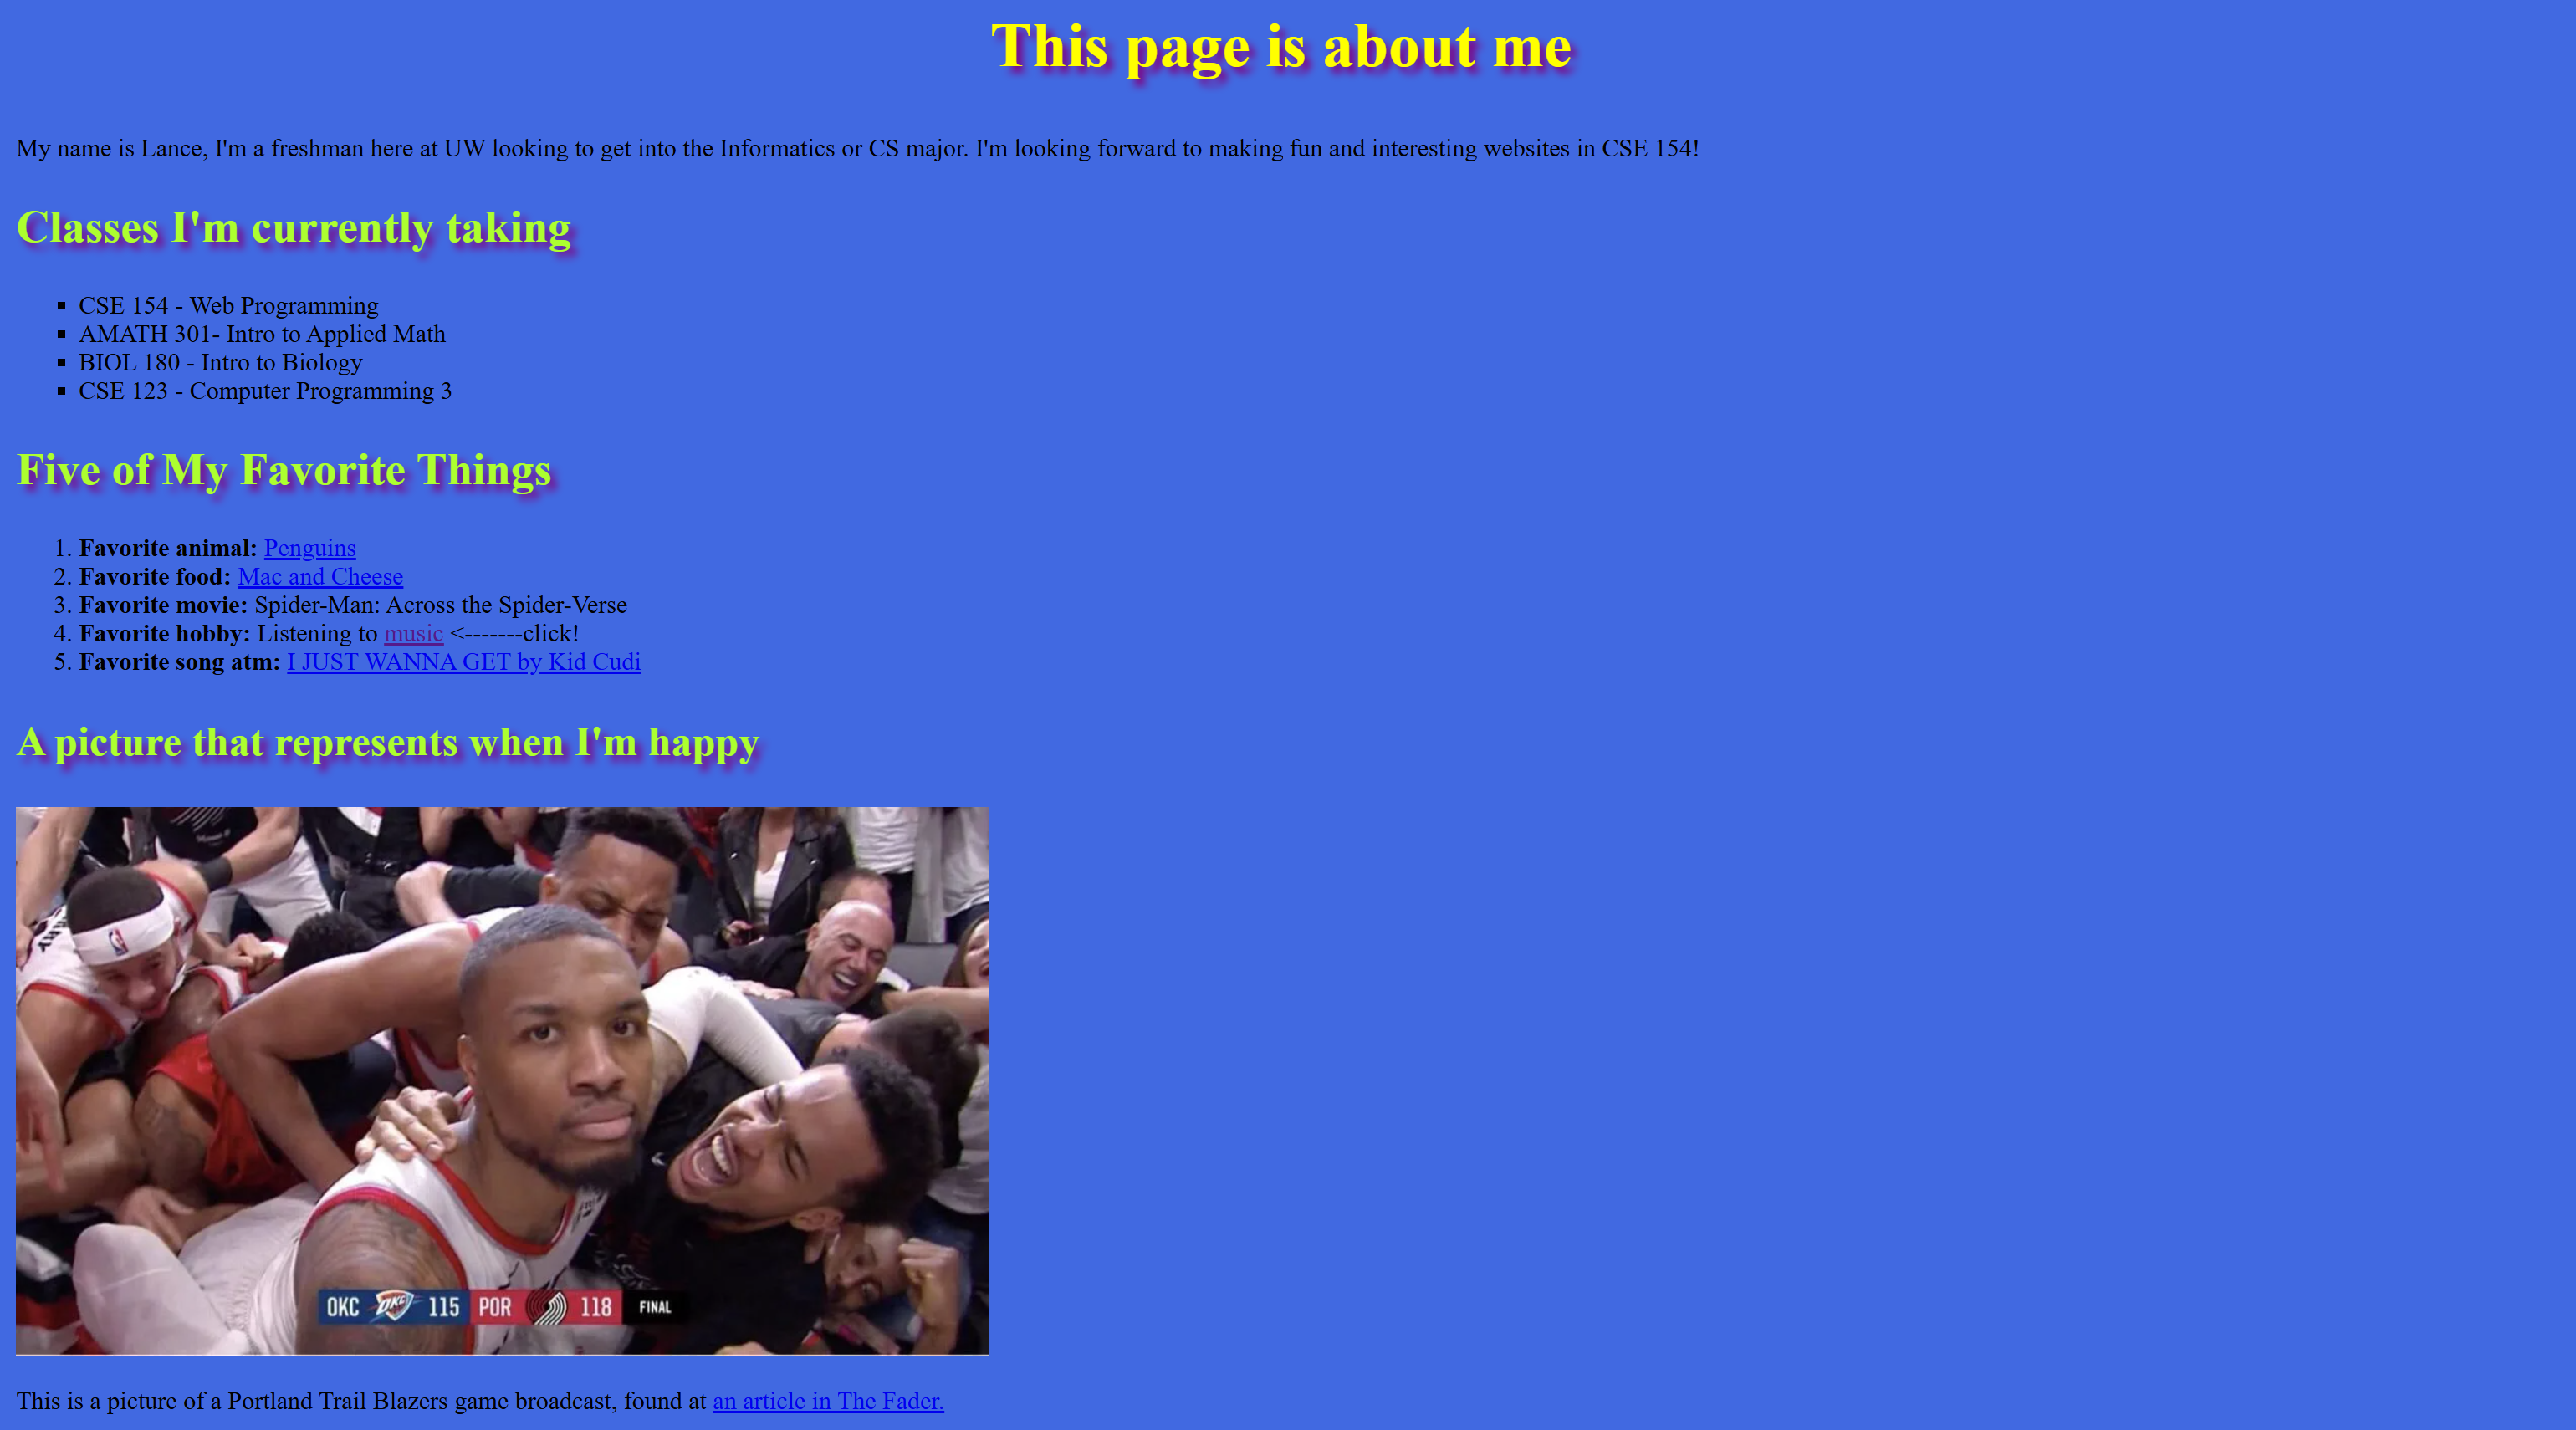 This page is about me
My name is Lance, I'm a freshman here at UW looking to get into the Informatics or CS major. I'm looking forward to making fun and interesting websites in CSE 154!
Classes I'm currently taking
CSE 154 - Web Programming
AMATH 301- Intro to Applied Math
BIOL 180 - Intro to Biology
CSE 123 - Computer Programming 3
Five of My Favorite Things
1. Favorite animal: Penguins
2. Favorite food: Mac and Cheese
3. Favorite movie: Spider-Man: Across the Spider-Verse
4. Favorite hobby: Listening to music <-------click!
5. Favorite song atm: I JUST WANNA GET by Kid Cudi
A picture that represents when I'm happy
OKC OKC 115 POR 118 FINAL
This is a picture of a Portland Trail Blazers game broadcast, found at an article in The Fader.